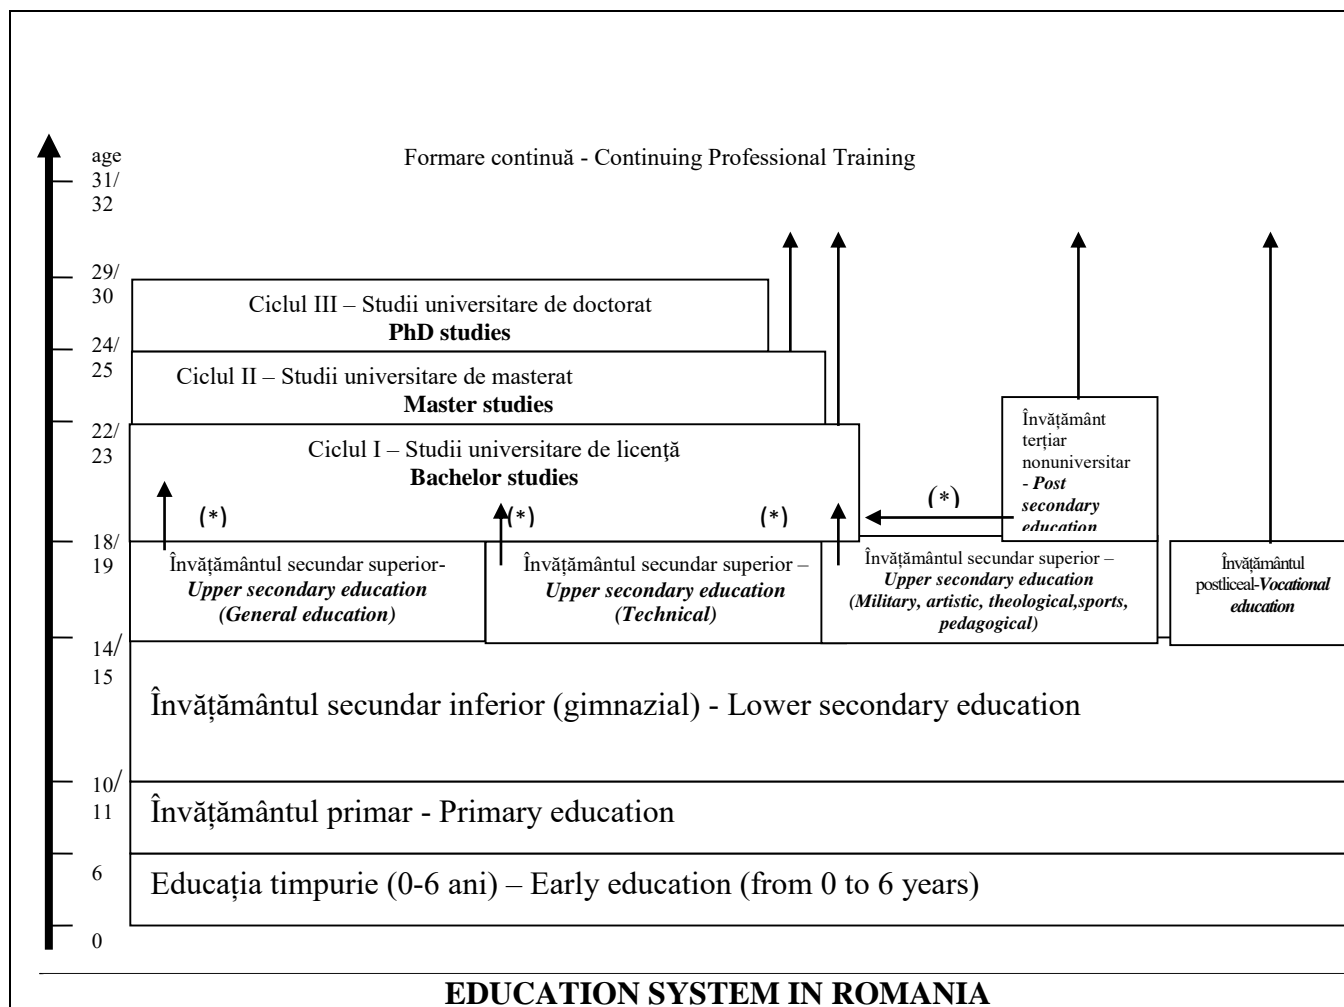 age
31/
32
Formare continuă - Continuing Professional Training
29/
30
Ciclul III – Studii universitare de doctorat
PhD studies
24/
25
Ciclul II – Studii universitare de masterat
Master studies
22/
23
Ciclul I – Studii universitare de licență
Bachelor studies
Învățământ
terțiar
nonuniversitar
- Post
secondary
education
(*)
(*)
(*)
(*)
18/
19
Învățământul secundar superior-
Upper secondary education
(General education)
Învățământul secundar superior –
Upper secondary education
(Technical)
Învățământul secundar superior –
Upper secondary education
(Military, artistic, theological,sports,
pedagogical)
Învățământul
postliceal-Vocational
education
14/
15
Învățământul secundar inferior (gimnazial) - Lower secondary education
10/
11
Învățământul primar - Primary education
6
Educația timpurie (0-6 ani) – Early education (from 0 to 6 years)
0
EDUCATION SYSTEM IN ROMANIA